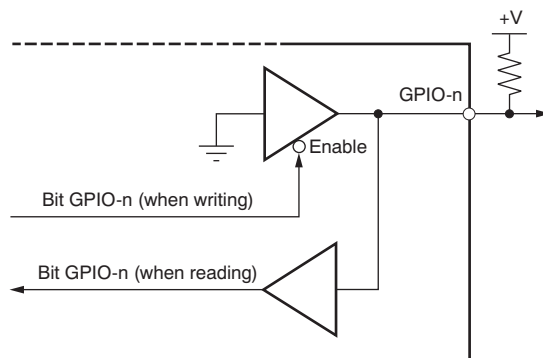 +V
GPIO-n
Enable
Bit GPIO-n (when writing)
Bit GPIO-n (when reading)